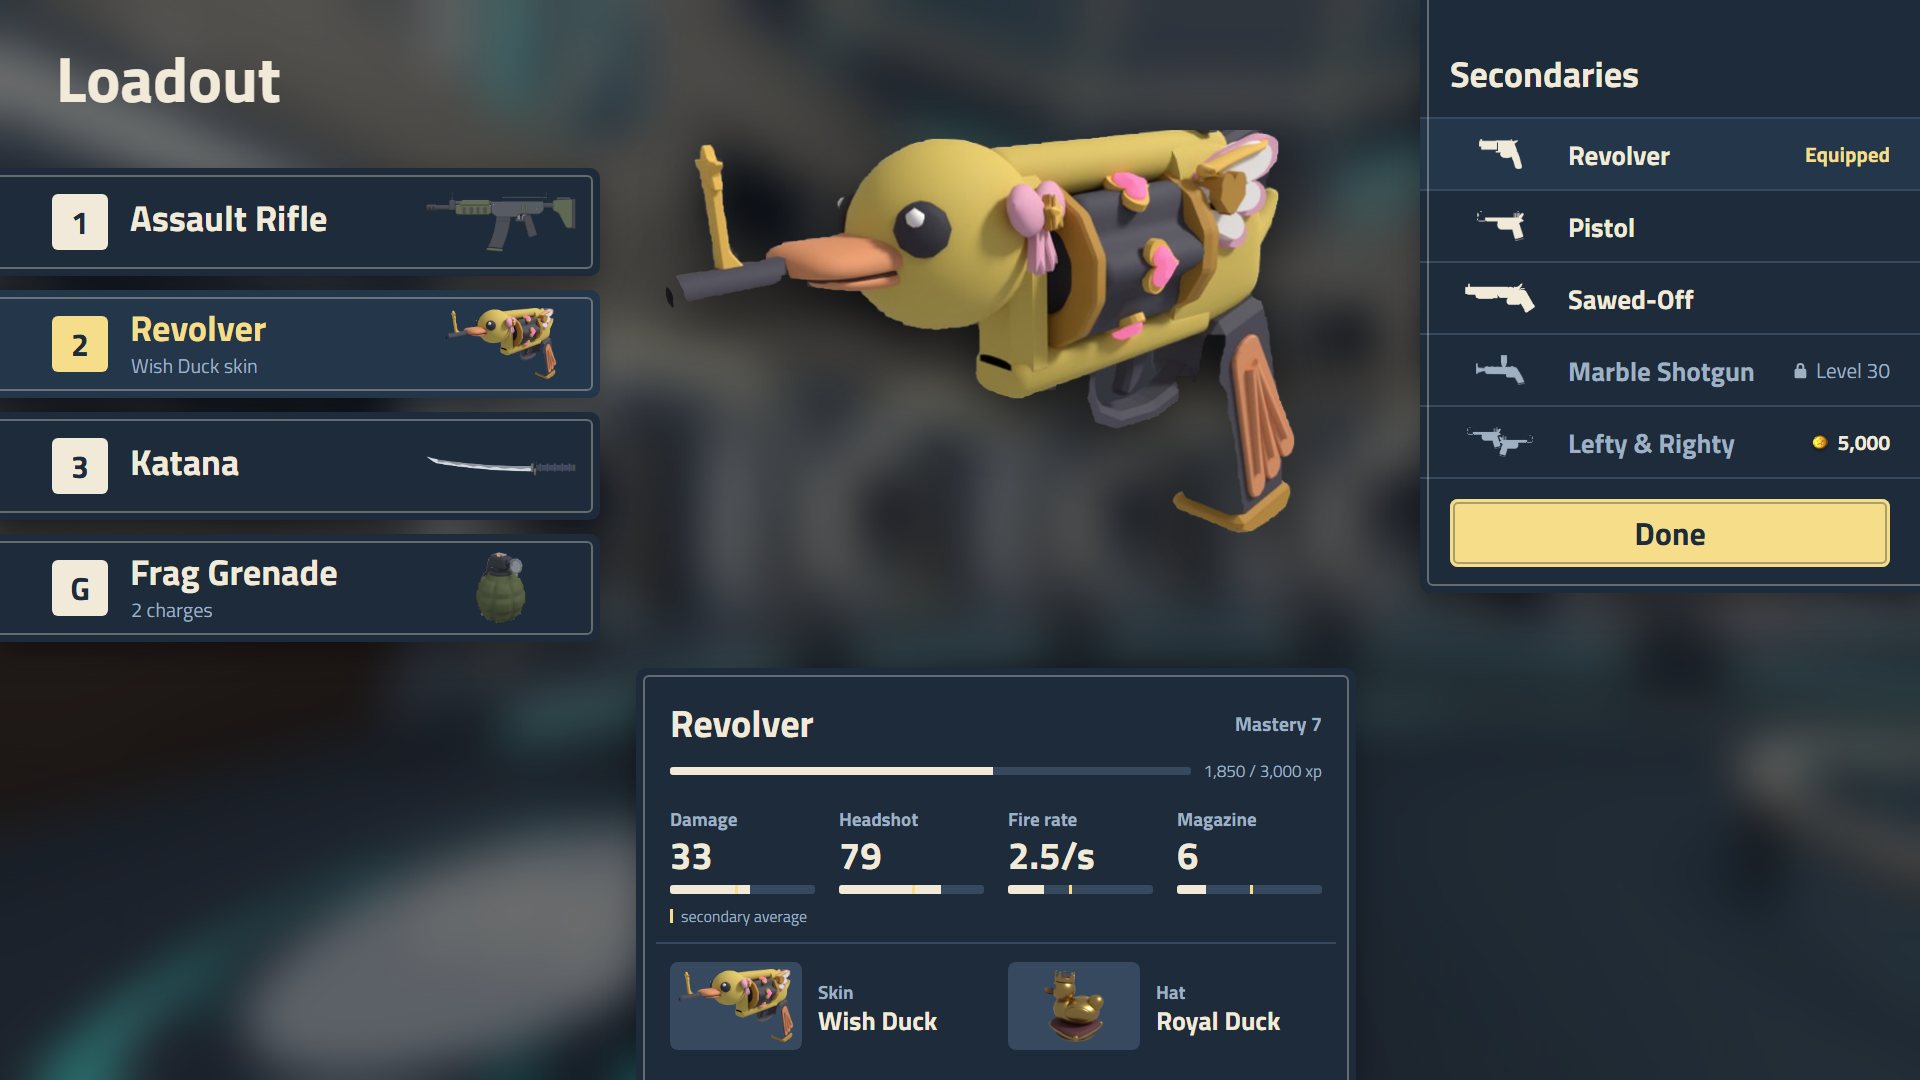 Loadout
1
Assault Rifle
2
Revolver
Wish Duck skin
3
Katana
G
Frag Grenade
2 charges
Secondaries
Revolver
Equipped
Pistol
Sawed-Off
Marble Shotgun
Level 30
Lefty & Righty
5,000
Done
Revolver
Mastery 7
1,850 / 3,000 xp
Damage
33
Headshot
79
Fire rate
2.5/s
Magazine
6
secondary average
Skin
Wish Duck
Hat
Royal Duck